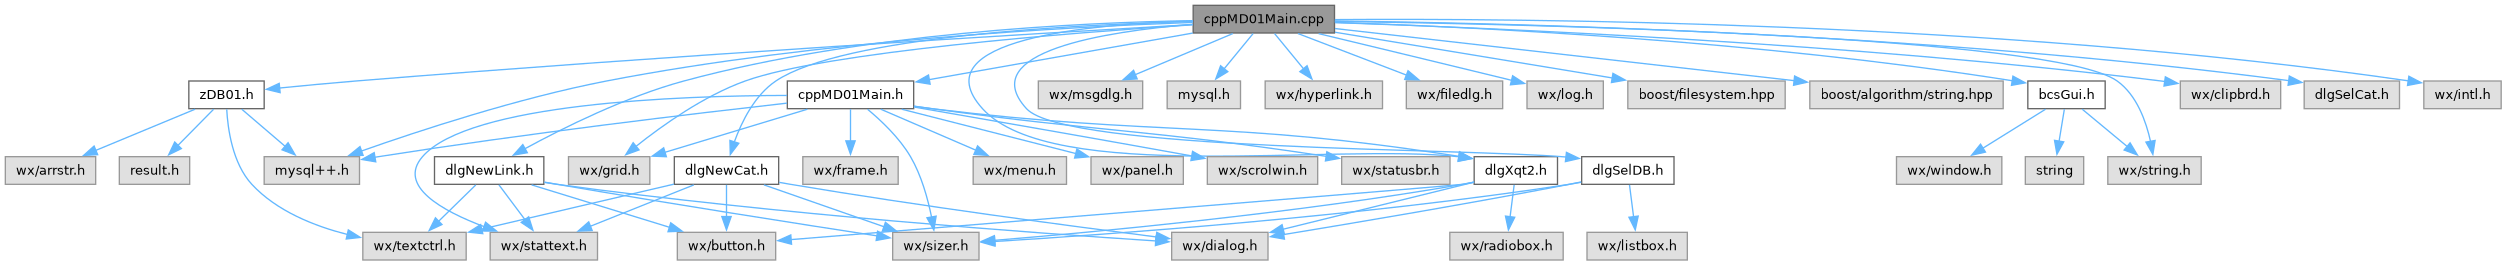 cppMD01Main.cpp
zDB01.h
cppMD01Main.h
wx/msgdlg.h
mysql.h
wx/hyperlink.h
wx/filedlg.h
wx/log.h
boost/filesystem.hpp
boost/algorithm/string.hpp
bcsGui.h
wx/clipbrd.h
dlgSelCat.h
wx/intl.h
wx/arrstr.h
result.h
mysql++.h
dlgNewLink.h
wx/grid.h
dlgNewCat.h
wx/frame.h
wx/menu.h
wx/panel.h
wx/scrolwin.h
wx/statusbr.h
dlgXqt2.h
dlgSelDB.h
wx/window.h
string
wx/string.h
wx/textctrl.h
wx/stattext.h
wx/button.h
wx/sizer.h
wx/dialog.h
wx/radiobox.h
wx/listbox.h